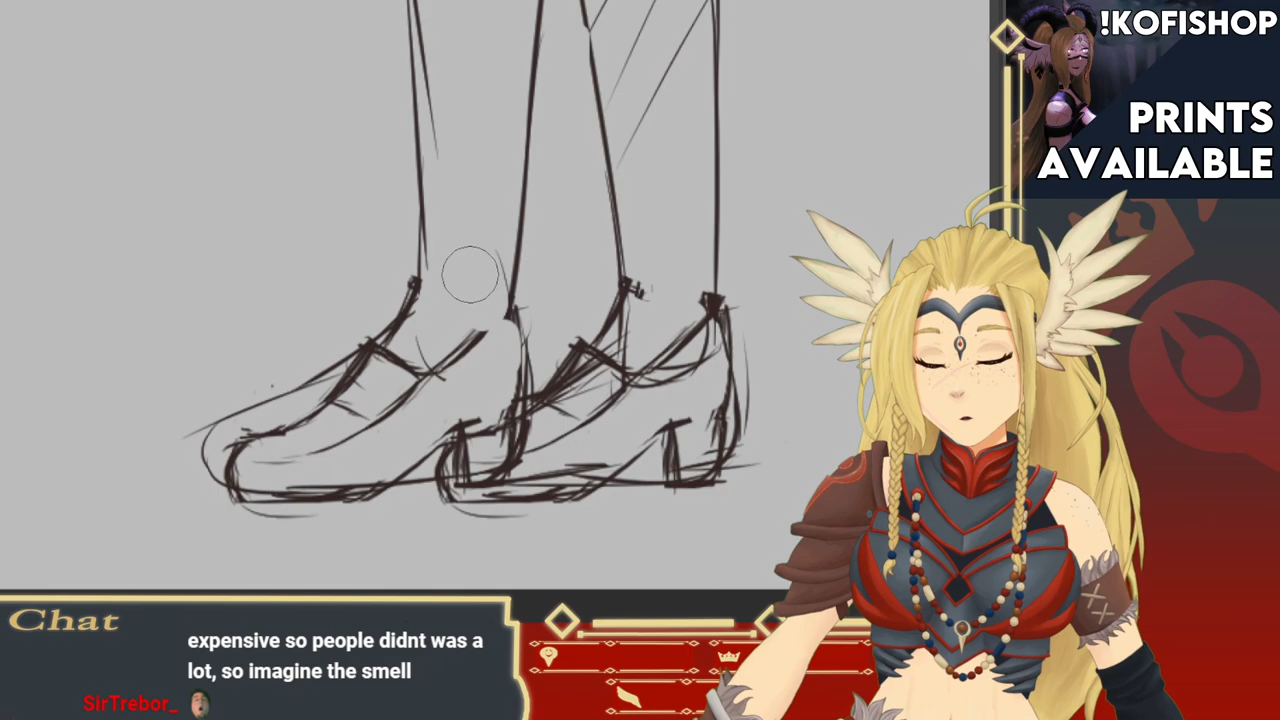 !KOFISHOP
PRINTS
AVAILABLE
Chat
expensive so people didnt was a
lot, so imagine the smell
SirTrebor_